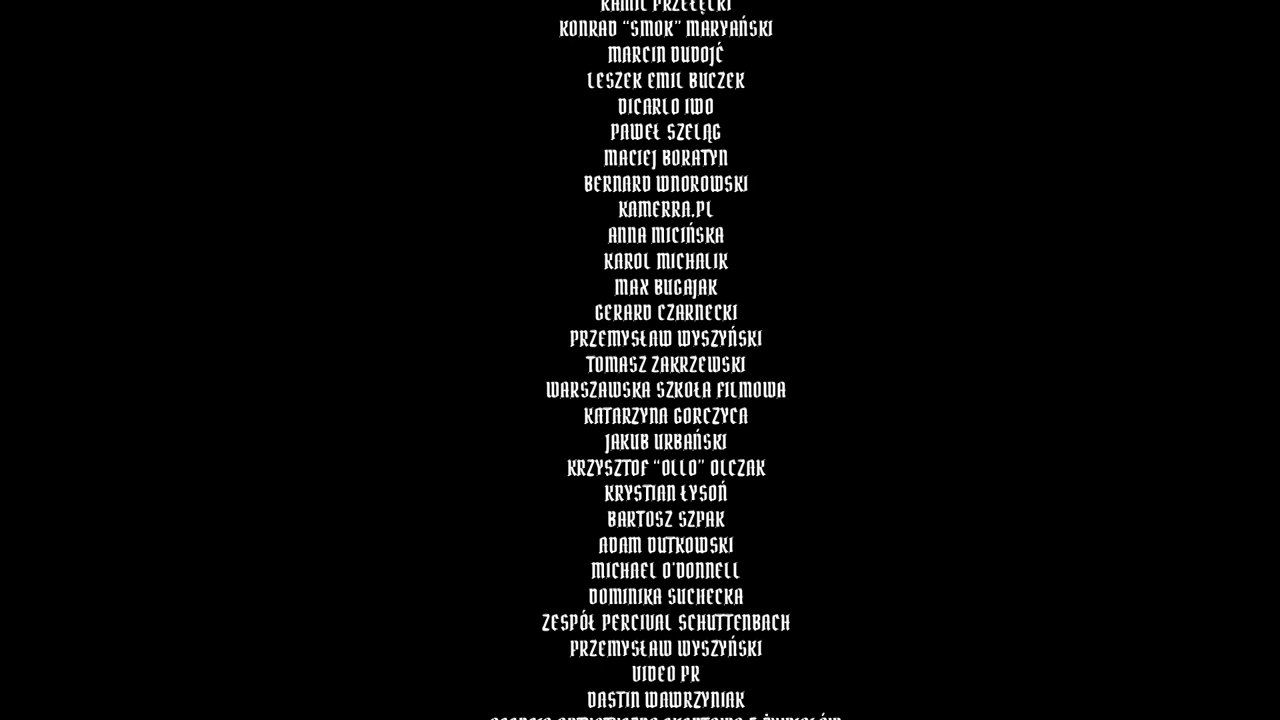 KAMIL PRZEŁĘCKI
KONRAD “SMOK” MARYAŃSKI
MARCIN DUDOJĆ
LESZEK EMIL BUCZEK
DICARLO IWO
PAWEŁ SZELĄG
MACIEJ BORATYN
BERNARD WNOROWSKI
KAMERRA.PL
ANNA MICIŃSKA
KAROL MICHALIK
MAX BUGAJAK
GERARD CZARNECKI
PRZEMYSŁAW WYSZYŃSKI
TOMASZ ZAKRZEWSKI
WARSZAWSKA SZKOŁA FILMOWA
KATARZYNA GORCZYCA
JAKUB URBAŃSKI
KRZYSZTOF “OLLO” OLCZAK
KRYSTIAN ŁYSOŃ
BARTOSZ SZPAK
ADAM DUTKOWSKI
MICHAEL O'DONNELL
DOMINIKA SUCHECKA
ZESPÓŁ PERCIVAL SCHUTTENBACH
PRZEMYSŁAW WYSZYŃSKI
VIDEO PR
DASTIN WAWRZYNIAK